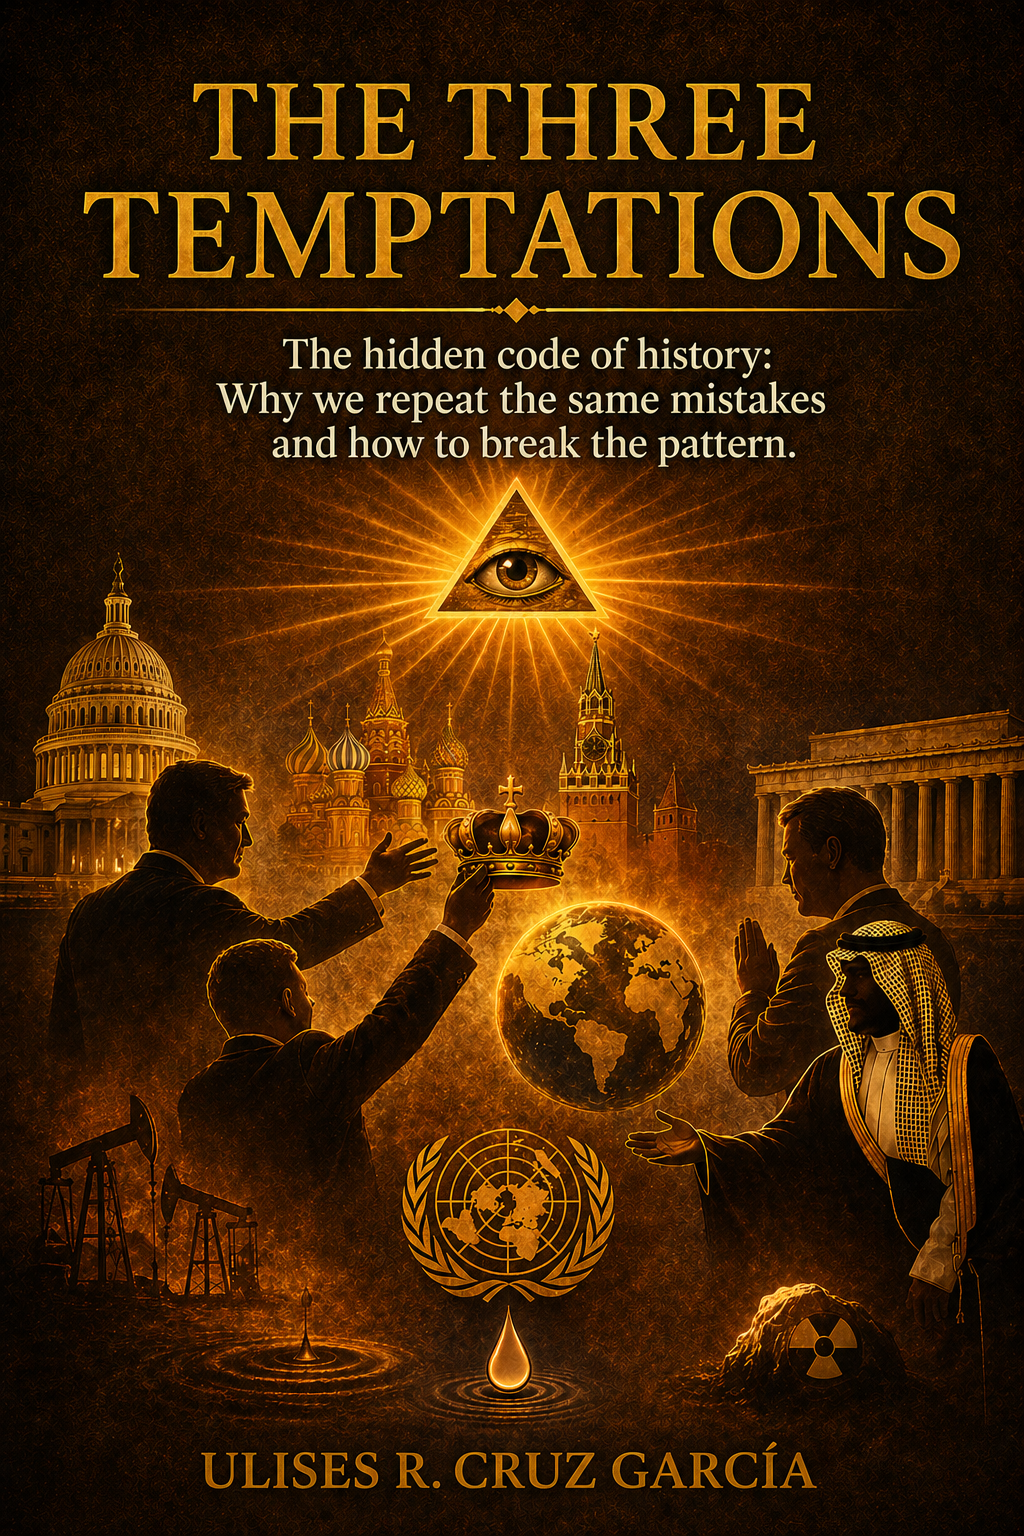 THE THREE
TEMPTATIONS
The hidden code of history:
Why we repeat the same mistakes
and how to break the pattern.
ULISES R. CRUZ GARCÍA